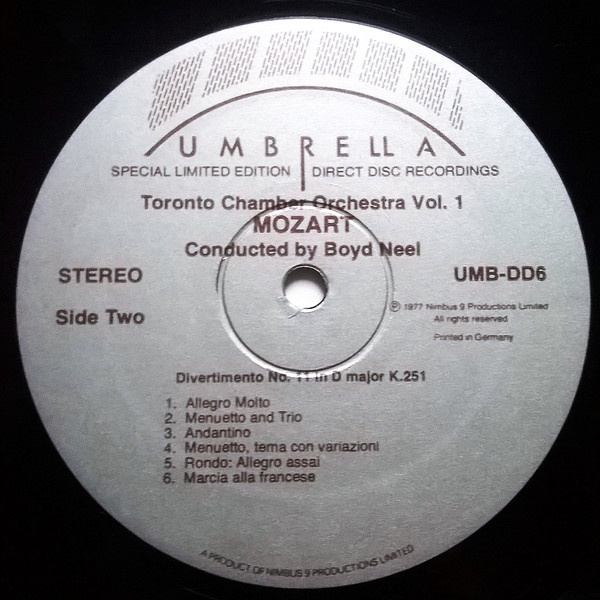 UMBRELLA
SPECIAL LIMITED EDITION DIRECT DISC RECORDINGS
Toronto Chamber Orchestra Vol. 1
MOZART
Conducted by Boyd Neel
STEREO
UMB-DD6
Side Two
℗ 1977 Nimbus 9 Productions Limited
All rights reserved
Printed in Germany
Divertimento No. 11 in D major K.251
1. Allegro Molto
2. Menuetto and Trio
3. Andantino
4. Menuetto, tema con variazioni
5. Rondo: Allegro assai
6. Marcia alla francese
A PRODUCT OF NIMBUS 9 PRODUCTIONS LIMITED